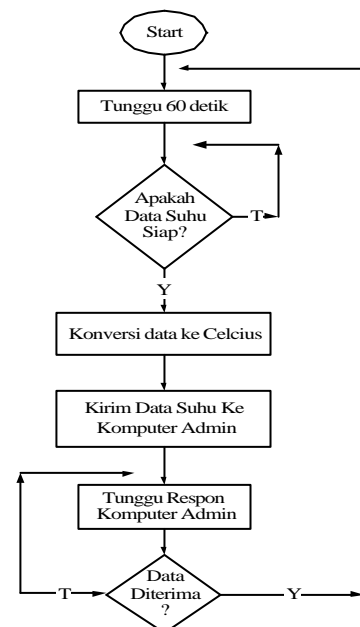 Start
Tunggu 60 detik
Apakah
Data Suhu
Siap?
T
Y
Konversi data ke Celcius
Kirim Data Suhu Ke
Komputer Admin
Tunggu Respon
Komputer Admin
Data
Diterima
?
T
Y